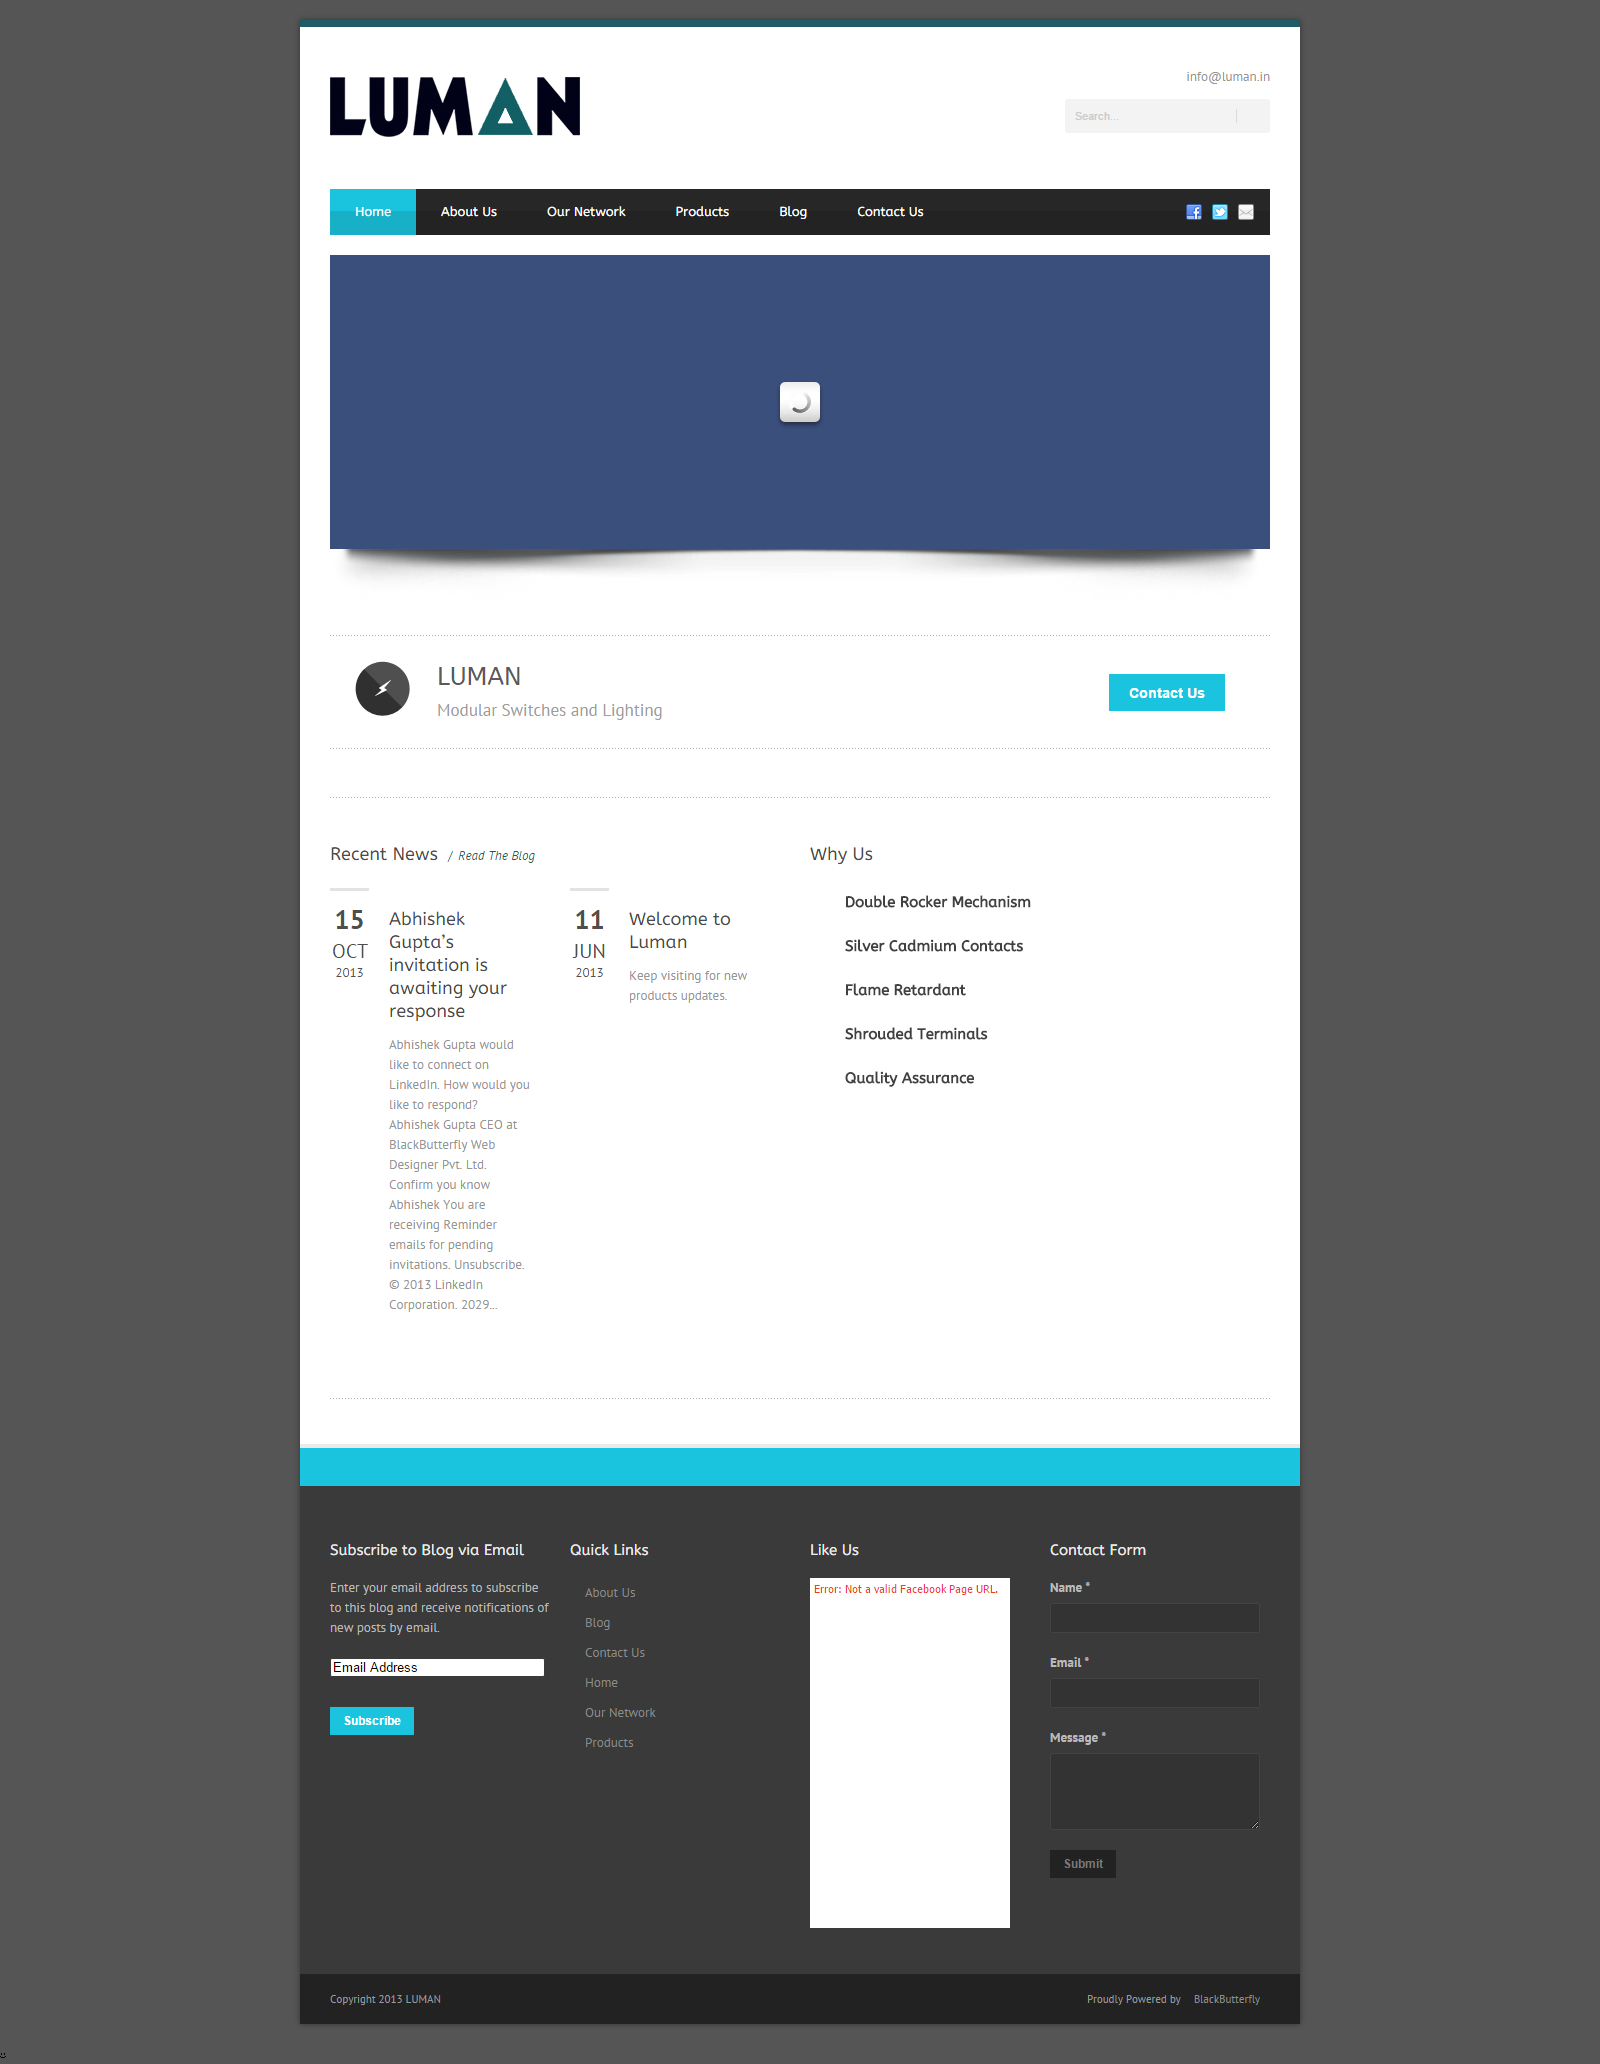 LUMAN
info@luman.in
Search...
Home
About Us
Our Network
Products
Blog
Contact Us
LUMAN
Modular Switches and Lighting
Contact Us
Recent News / Read The Blog
15
OCT
2013
Abhishek
Gupta's
invitation is
awaiting your
response
Abhishek Gupta would
like to connect on
LinkedIn. How would you
like to respond?
Abhishek Gupta CEO at
BlackButterfly Web
Designer Pvt. Ltd.
Confirm you know
Abhishek You are
receiving Reminder
emails for pending
invitations. Unsubscribe.
© 2013 LinkedIn
Corporation. 2029...
11
JUN
2013
Welcome to
Luman
Keep visiting for new
products updates.
Why Us
Double Rocker Mechanism
Silver Cadmium Contacts
Flame Retardant
Shrouded Terminals
Quality Assurance
Subscribe to Blog via Email
Enter your email address to subscribe
to this blog and receive notifications of
new posts by email.
Email Address
Subscribe
Quick Links
About Us
Blog
Contact Us
Home
Our Network
Products
Like Us
Error: Not a valid Facebook Page URL.
Contact Form
Name *
Email *
Message *
Submit
Copyright 2013 LUMAN
Proudly Powered by BlackButterfly